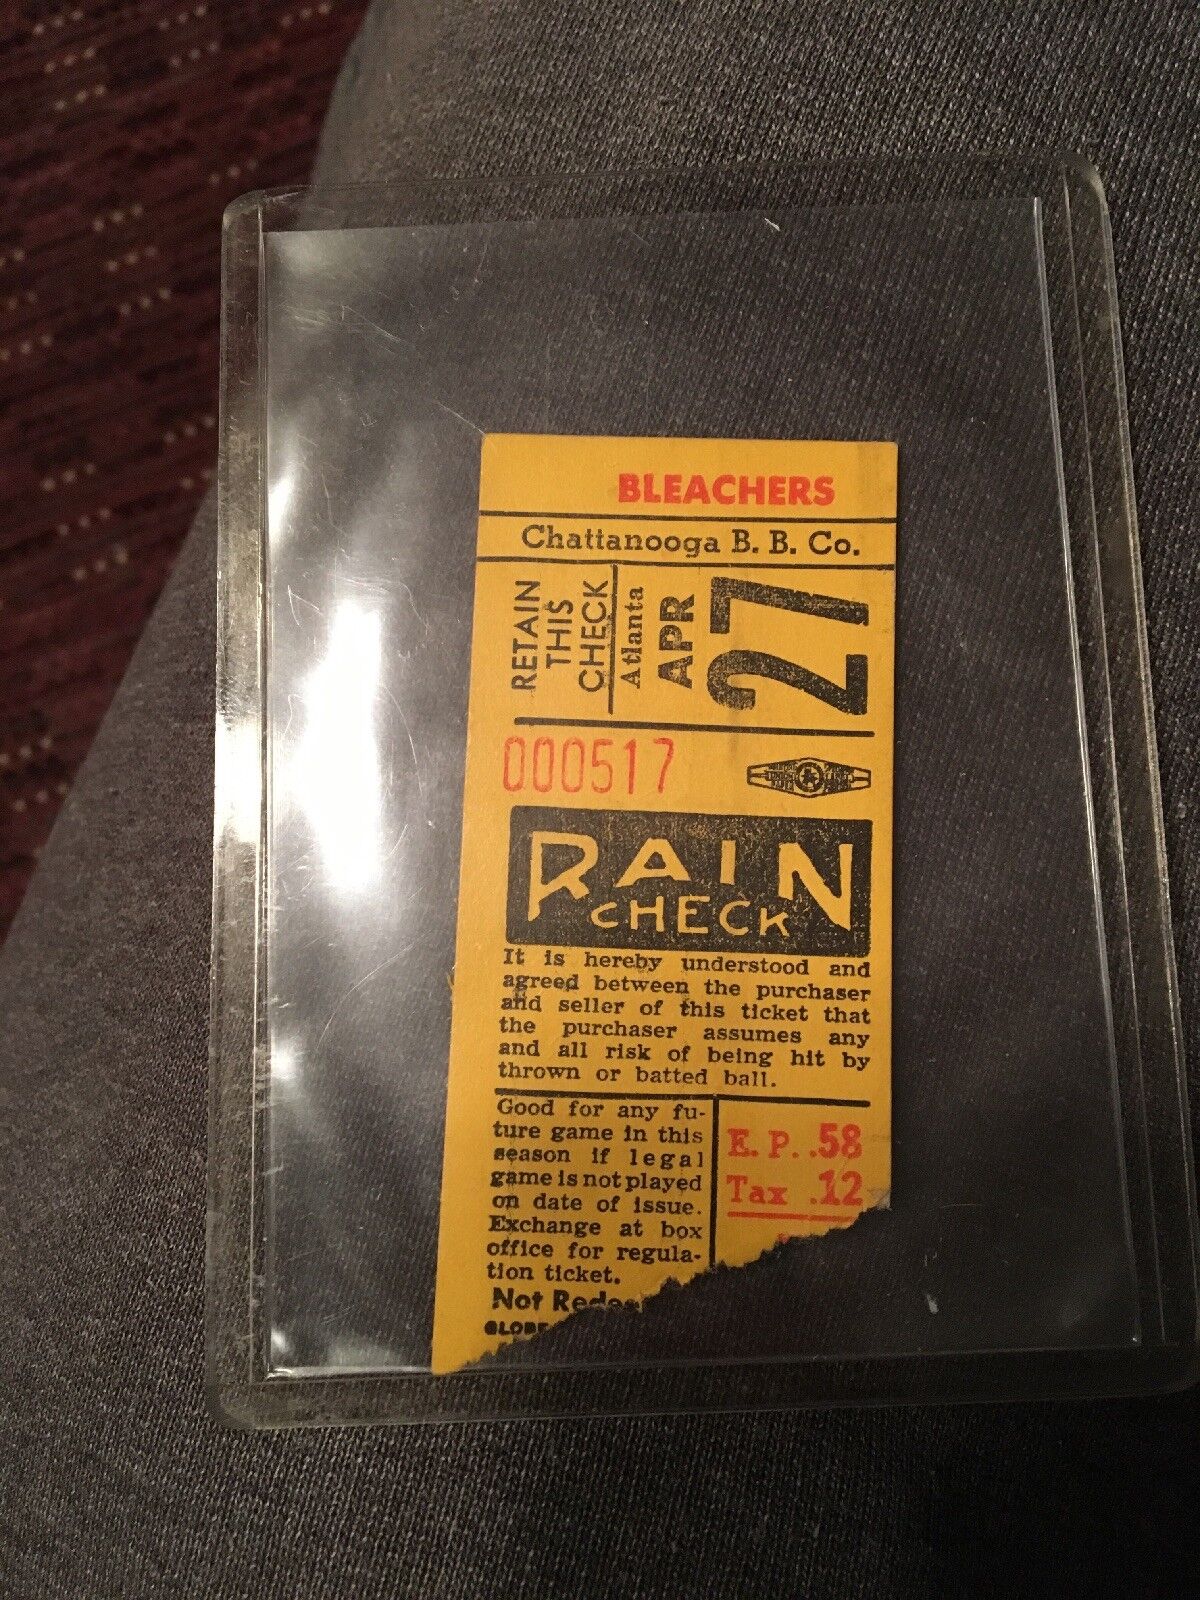 BLEACHERS
Chattanooga B. B. Co.
RETAIN
THIS
CHECK
Atlanta
APR
27
000517
RAIN
CHECK
It is hereby understood and
agreed between the purchaser
and seller of this ticket that
the purchaser assumes any
and all risk of being hit by
thrown or batted ball.
Good for any fu-
ture game in this
season if legal
game is not played
on date of issue.
Exchange at box
office for regula-
tion ticket.
Not
GLOBE
E. P. .58
Tax .12